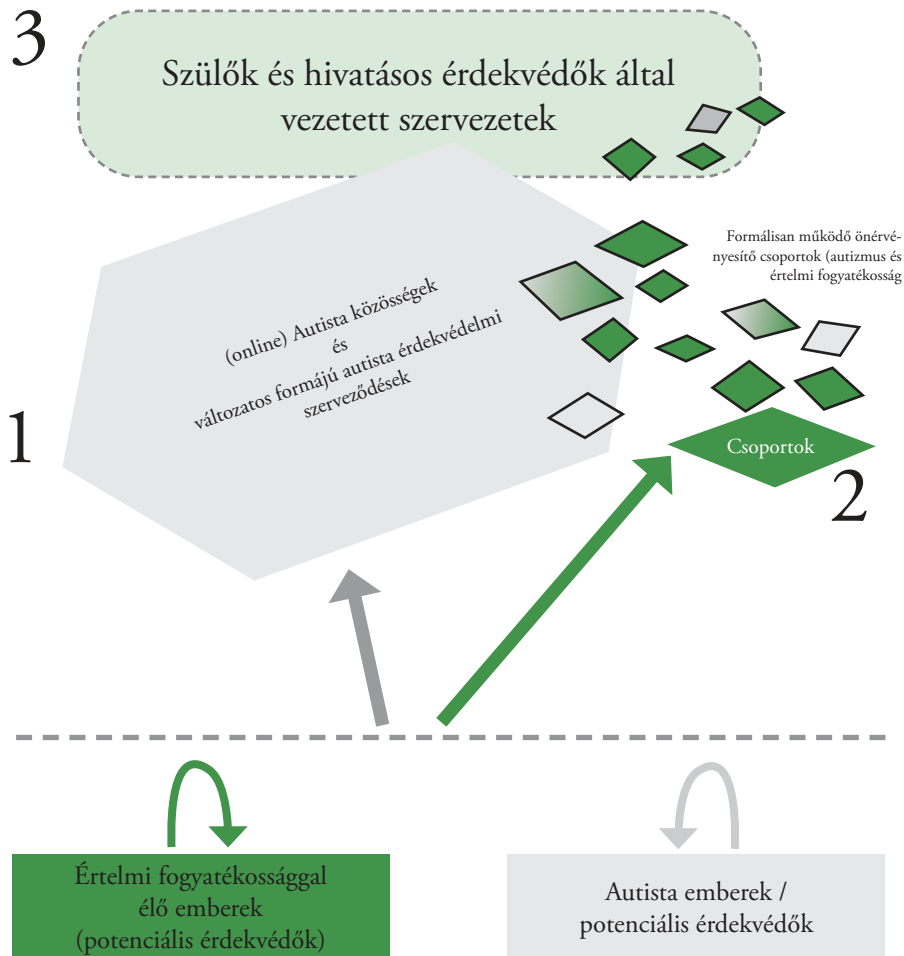 3
Szülők és hivatásos érdekvédők által
vezetett szervezetek
Formálisan működő önérvé-
nyesítő csoportok (autizmus és
értelmi fogyatékosság
(online) Autista közösségek
és
változatos formájú autista érdekvédelmi
szerveződések
1
Csoportok
2
Értelmi fogyatékossággal
élő emberek
(potenciális érdekvédők)
Autista emberek /
potenciális érdekvédők